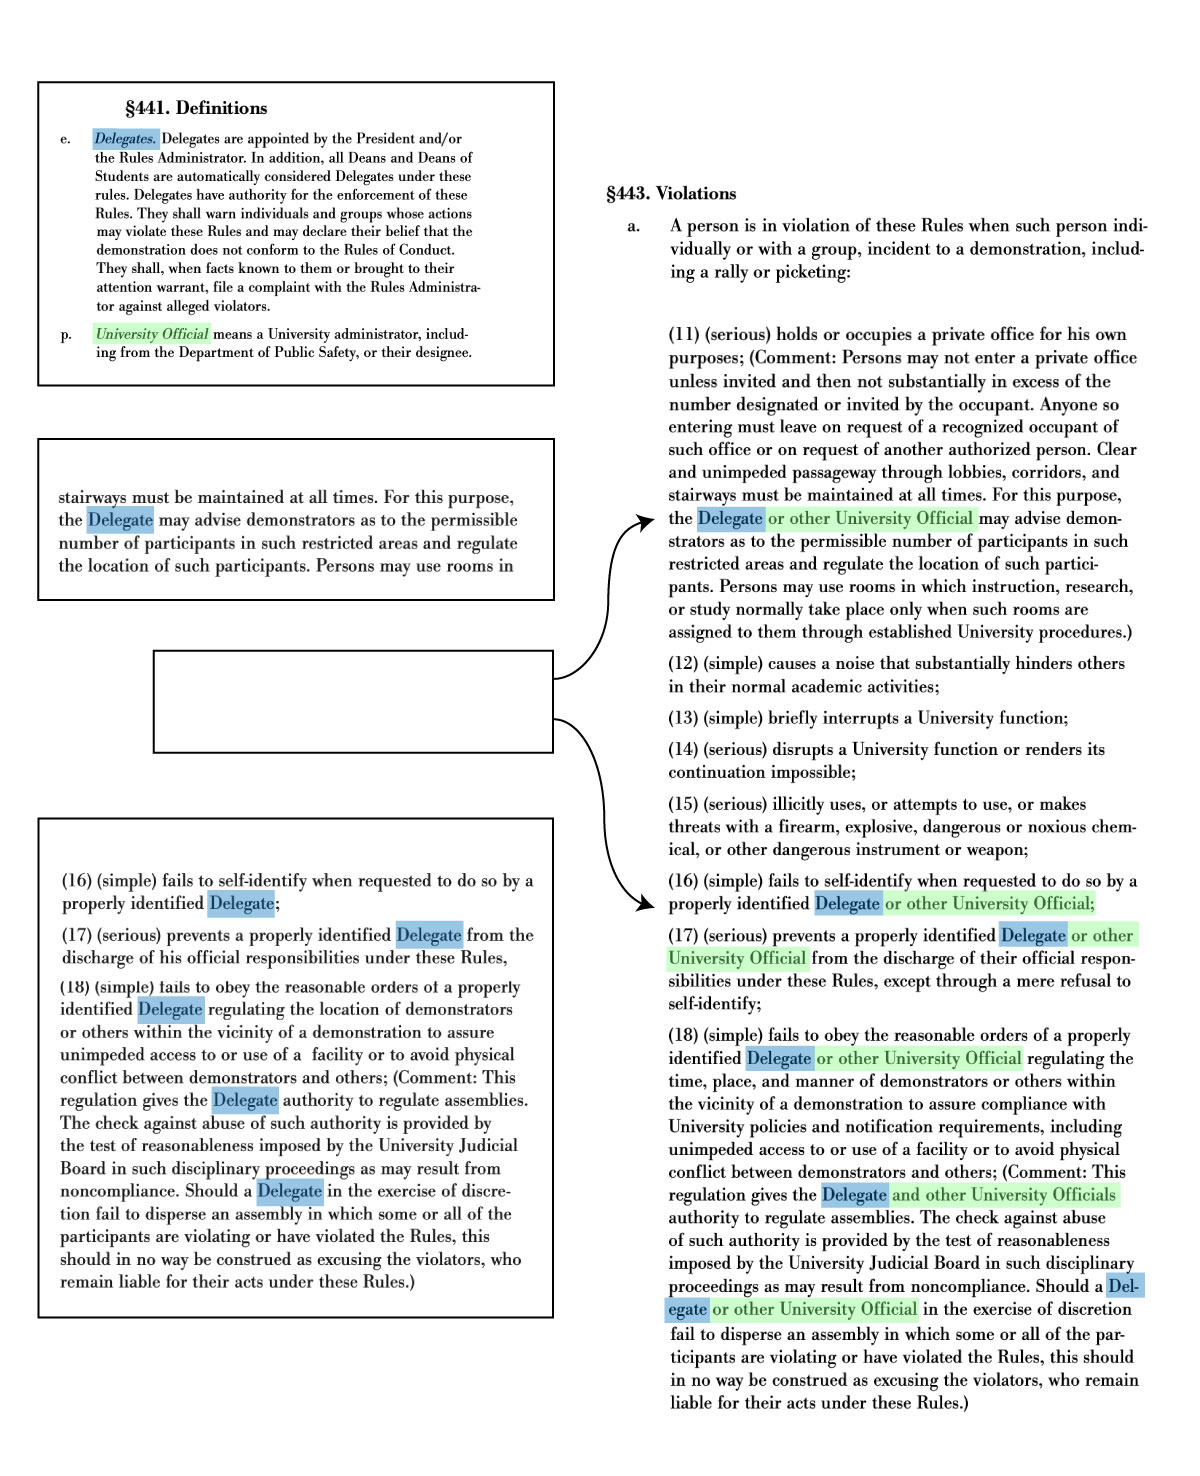 §441. Definitions
e. Delegates. Delegates are appointed by the President and/or
the Rules Administrator. In addition, all Deans and Deans of
Students are automatically considered Delegates under these
rules. Delegates have authority for the enforcement of these
Rules. They shall warn individuals and groups whose actions
may violate these Rules and may declare their belief that the
demonstration does not conform to the Rules of Conduct.
They shall, when facts known to them or brought to their
attention warrant, file a complaint with the Rules Administra-
tor against alleged violators.
p. University Official means a University administrator, includ-
ing from the Department of Public Safety, or their designee.
stairways must be maintained at all times. For this purpose,
the Delegate may advise demonstrators as to the permissible
number of participants in such restricted areas and regulate
the location of such participants. Persons may use rooms in
(16) (simple) fails to self-identify when requested to do so by a
properly identified Delegate;
(17) (serious) prevents a properly identified Delegate from the
discharge of his official responsibilities under these Rules,
(18) (simple) fails to obey the reasonable orders of a properly
identified Delegate regulating the location of demonstrators
or others within the vicinity of a demonstration to assure
unimpeded access to or use of a facility or to avoid physical
conflict between demonstrators and others; (Comment: This
regulation gives the Delegate authority to regulate assemblies.
The check against abuse of such authority is provided by
the test of reasonableness imposed by the University Judicial
Board in such disciplinary proceedings as may result from
noncompliance. Should a Delegate in the exercise of discre-
tion fail to disperse an assembly in which some or all of the
participants are violating or have violated the Rules, this
should in no way be construed as excusing the violators, who
remain liable for their acts under these Rules.)
§443. Violations
a. A person is in violation of these Rules when such person indi-
vidually or with a group, incident to a demonstration, includ-
ing a rally or picketing:
(11) (serious) holds or occupies a private office for his own
purposes; (Comment: Persons may not enter a private office
unless invited and then not substantially in excess of the
number designated or invited by the occupant. Anyone so
entering must leave on request of a recognized occupant of
such office or on request of another authorized person. Clear
and unimpeded passageway through lobbies, corridors, and
stairways must be maintained at all times. For this purpose,
the Delegate or other University Official may advise demon-
strators as to the permissible number of participants in such
restricted areas and regulate the location of such partici-
pants. Persons may use rooms in which instruction, research,
or study normally take place only when such rooms are
assigned to them through established University procedures.)
(12) (simple) causes a noise that substantially hinders others
in their normal academic activities;
(13) (simple) briefly interrupts a University function;
(14) (serious) disrupts a University function or renders its
continuation impossible;
(15) (serious) illicitly uses, or attempts to use, or makes
threats with a firearm, explosive, dangerous or noxious chem-
ical, or other dangerous instrument or weapon;
(16) (simple) fails to self-identify when requested to do so by a
properly identified Delegate or other University Official;
(17) (serious) prevents a properly identified Delegate or other
University Official from the discharge of their official respon-
sibilities under these Rules, except through a mere refusal to
self-identify;
(18) (simple) fails to obey the reasonable orders of a properly
identified Delegate or other University Official regulating the
time, place, and manner of demonstrators or others within
the vicinity of a demonstration to assure compliance with
University policies and notification requirements, including
unimpeded access to or use of a facility or to avoid physical
conflict between demonstrators and others; (Comment: This
regulation gives the Delegate and other University Officials
authority to regulate assemblies. The check against abuse
of such authority is provided by the test of reasonableness
imposed by the University Judicial Board in such disciplinary
proceedings as may result from noncompliance. Should a Del-
egate or other University Official in the exercise of discretion
fail to disperse an assembly in which some or all of the par-
ticipants are violating or have violated the Rules, this should
in no way be construed as excusing the violators, who remain
liable for their acts under these Rules.)